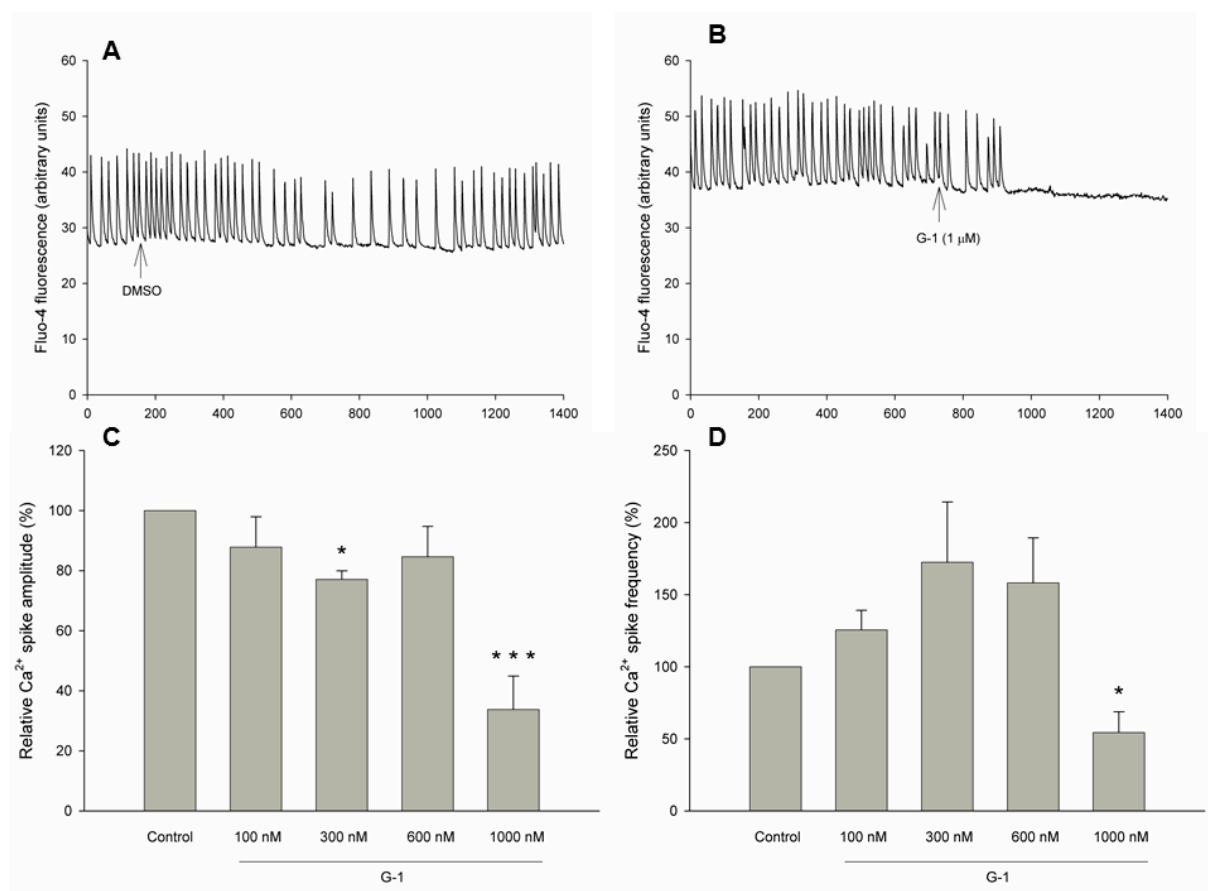 A
Fluo-4 fluorescence (arbitrary units)
60
50
40
30
20
10
0
DMSO
0 200 400 600 800 1000 1200 1400
B
Fluo-4 fluorescence (arbitrary units)
60
50
40
30
20
10
0
G-1 (1 μM)
0 200 400 600 800 1000 1200 1400
C
Relative Ca²⁺ spike amplitude (%)
120
100
80
60
40
20
0
*
* * *
Control 100 nM 300 nM 600 nM 1000 nM
G-1
D
Relative Ca²⁺ spike frequency (%)
250
200
150
100
50
0
*
Control 100 nM 300 nM 600 nM 1000 nM
G-1